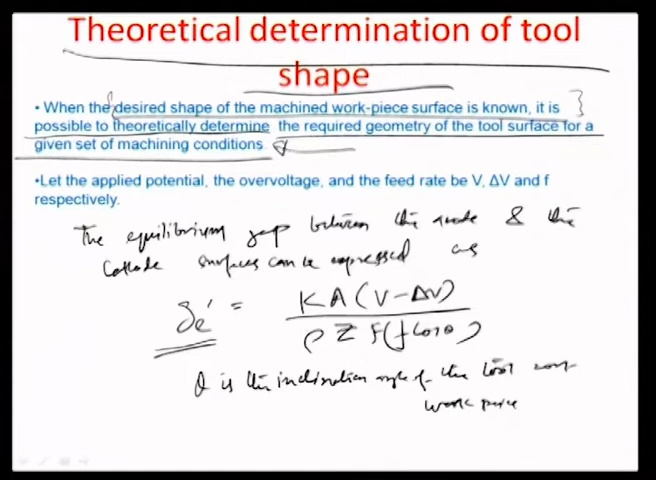 Theoretical determination of tool
shape
• When the desired shape of the machined work-piece surface is known, it is
possible to theoretically determine the required geometry of the tool surface for a
given set of machining conditions
•Let the applied potential, the overvoltage, and the feed rate be V, ΔV and f
respectively.
The equilibrium gap between the anode & the
Cathode surfaces can be expressed as
δe' = KA(V-ΔV) / ρZF(f cosθ)
θ is the inclination angle of the tool
work piece